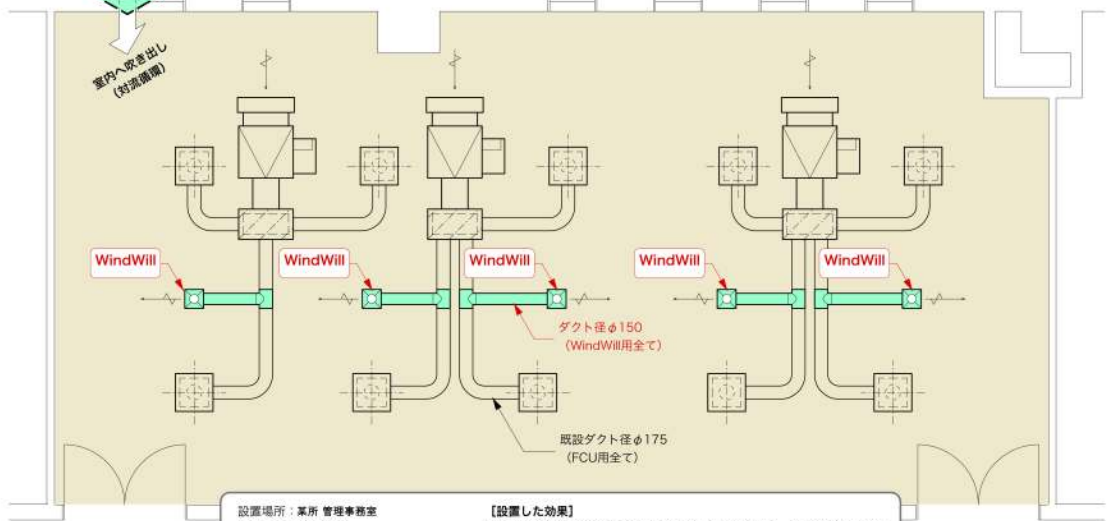 室内へ吹き出し
(対流循環)
WindWill
WindWill
WindWill
WindWill
WindWill
ダクト径φ150
(WindWill用全て)
既設ダクト径φ175
(FCU用全て)
設置場所：某所 管理事務室
[設置した効果]